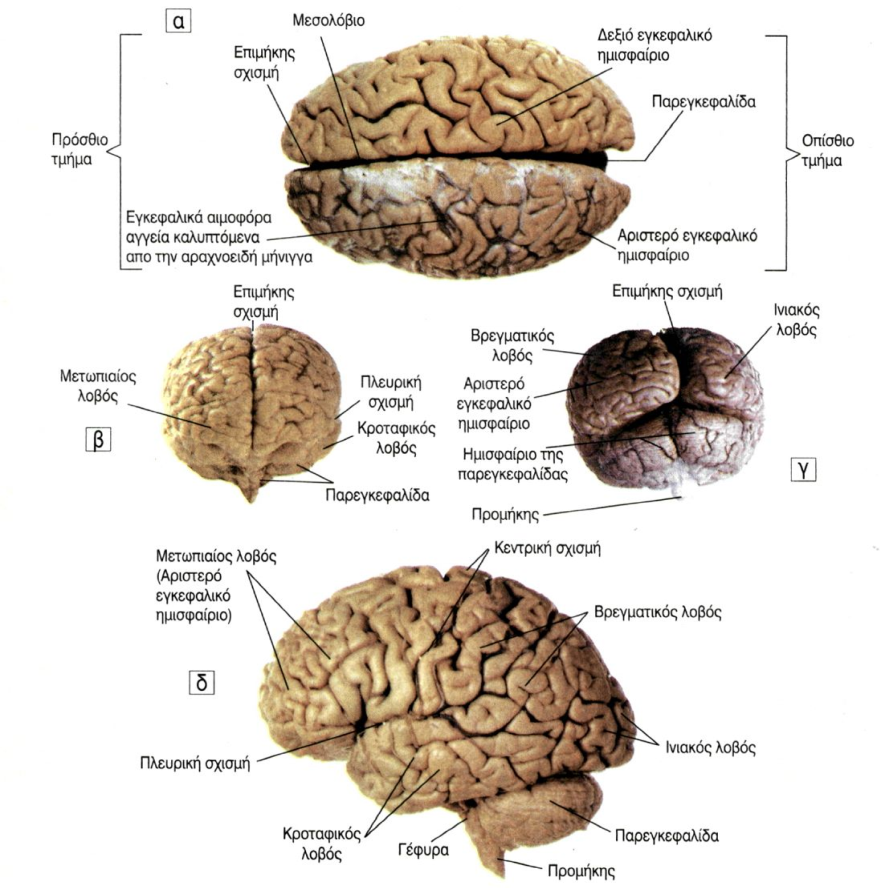 α
Μεσολόβιο
Δεξιό εγκεφαλικό
ημισφαίριο
Επιμήκης
σχισμή
Παρεγκεφαλίδα
Πρόσθιο
τμήμα
Οπίσθιο
τμήμα
Εγκεφαλικά αιμοφόρα
αγγεία καλυπτόμενα
απο την αραχνοειδή μήνιγγα
Αριστερό εγκεφαλικό
ημισφαίριο
Επιμήκης
σχισμή
Μετωπιαίος
λοβός
Πλευρική
σχισμή
Κροταφικός
λοβός
β
Παρεγκεφαλίδα
Επιμήκης σχισμή
Ινιακός
λοβός
Βρεγματικός
λοβός
Αριστερό
εγκεφαλικό
ημισφαίριο
Ημισφαίριο της
παρεγκεφαλίδας
γ
Προμήκης
Κεντρική σχισμή
Μετωπιαίος λοβός
(Αριστερό
εγκεφαλικό
ημισφαίριο)
Βρεγματικός λοβός
δ
Πλευρική σχισμή
Ινιακός λοβός
Κροταφικός
λοβός
Γέφυρα
Παρεγκεφαλίδα
Προμήκης